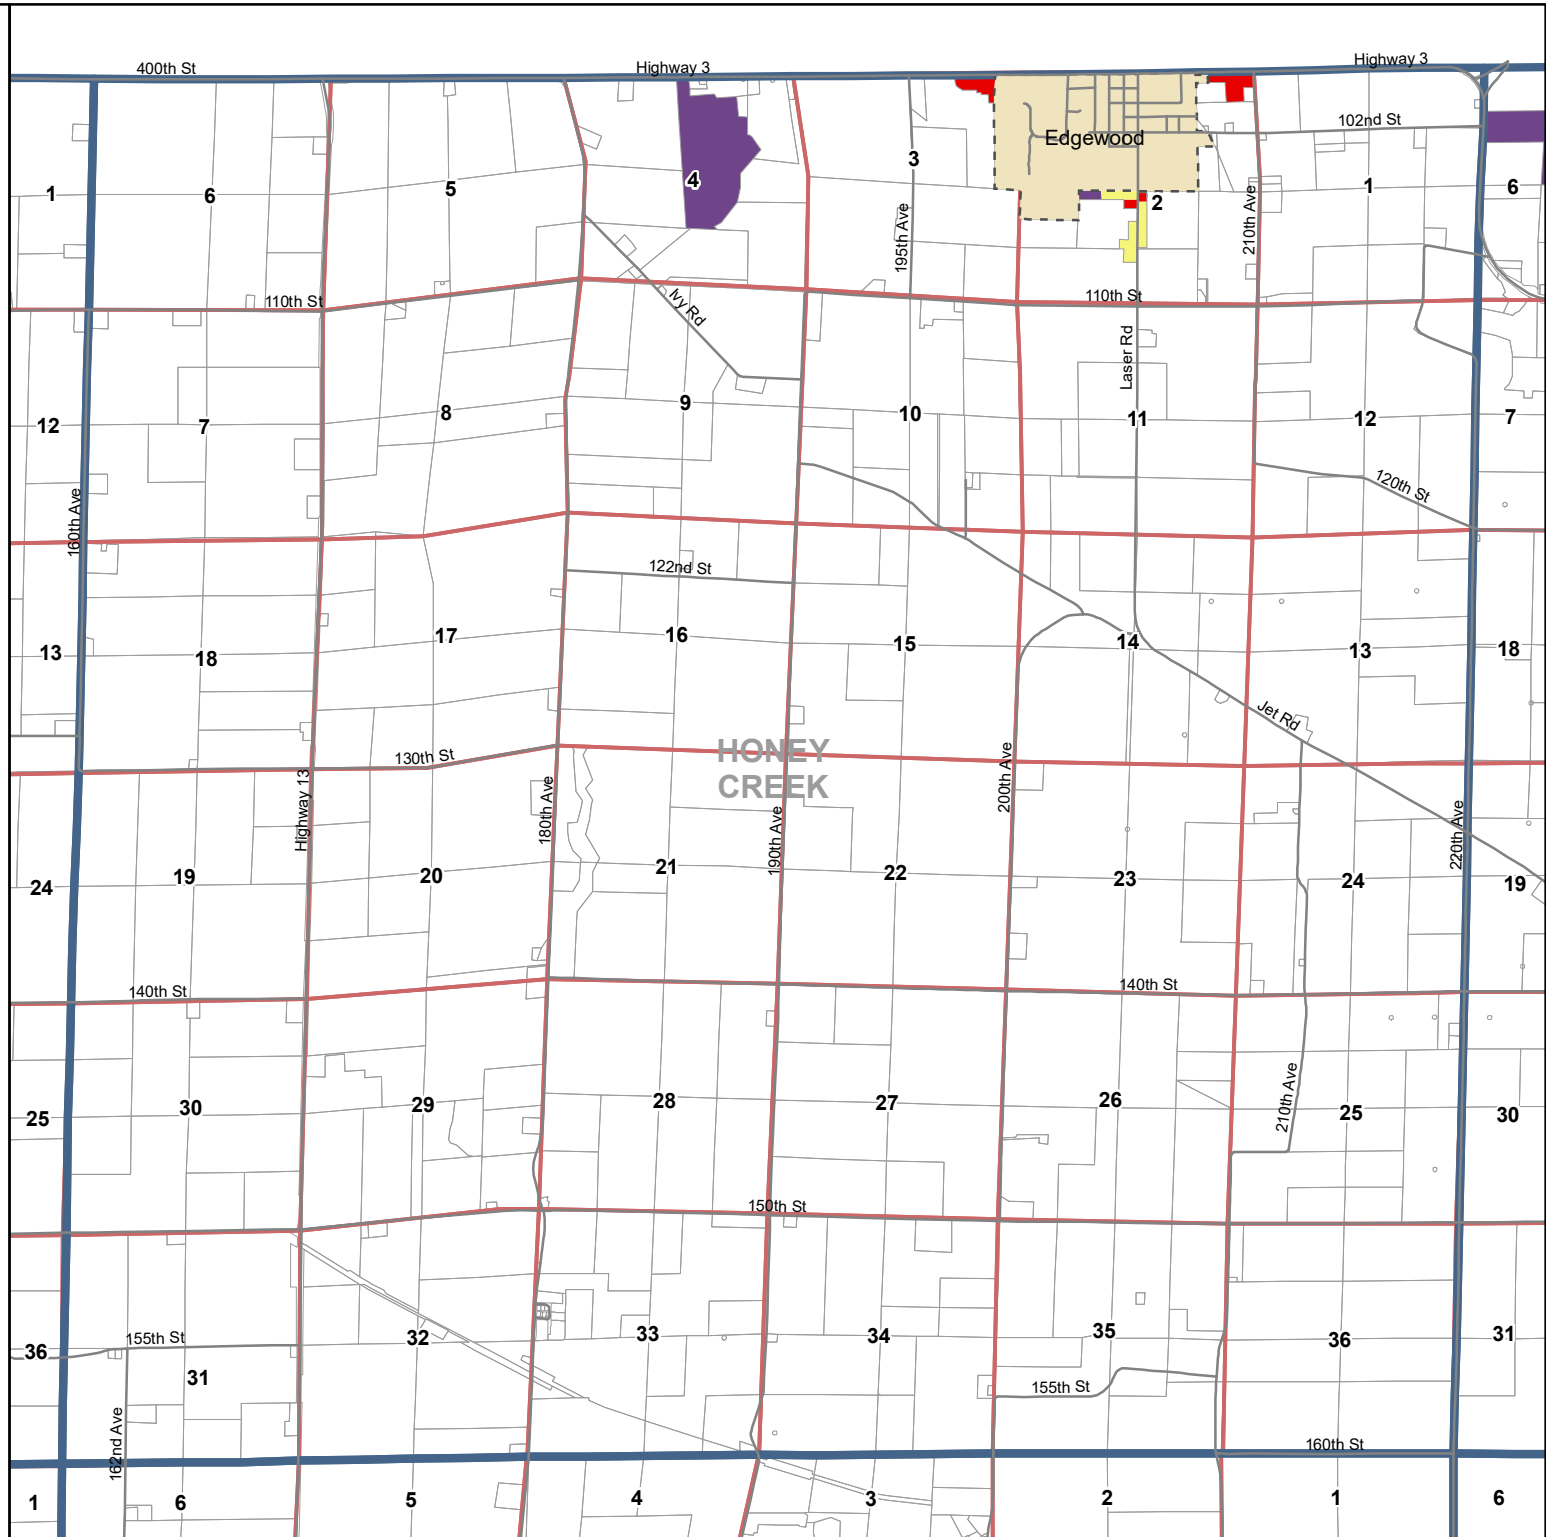 400th St
Highway 3
Highway 3
102nd St
Edgewood
3
4
1
6
5
1
6
2
195th Ave
210th Ave
110th St
110th St
Ivy Rd
Laser Rd
9
8
10
11
12
7
12
7
120th St
160th Ave
122nd St
17
16
15
14
13
18
13
18
Jet Rd
HONEY
CREEK
130th St
Highway 13
180th Ave
190th Ave
200th Ave
220th Ave
24
19
20
21
22
23
24
19
140th St
140th St
25
30
29
28
27
26
210th Ave
25
30
150th St
36
155th St
32
33
34
35
36
31
31
155th St
162nd Ave
160th St
1
6
5
4
3
2
1
6